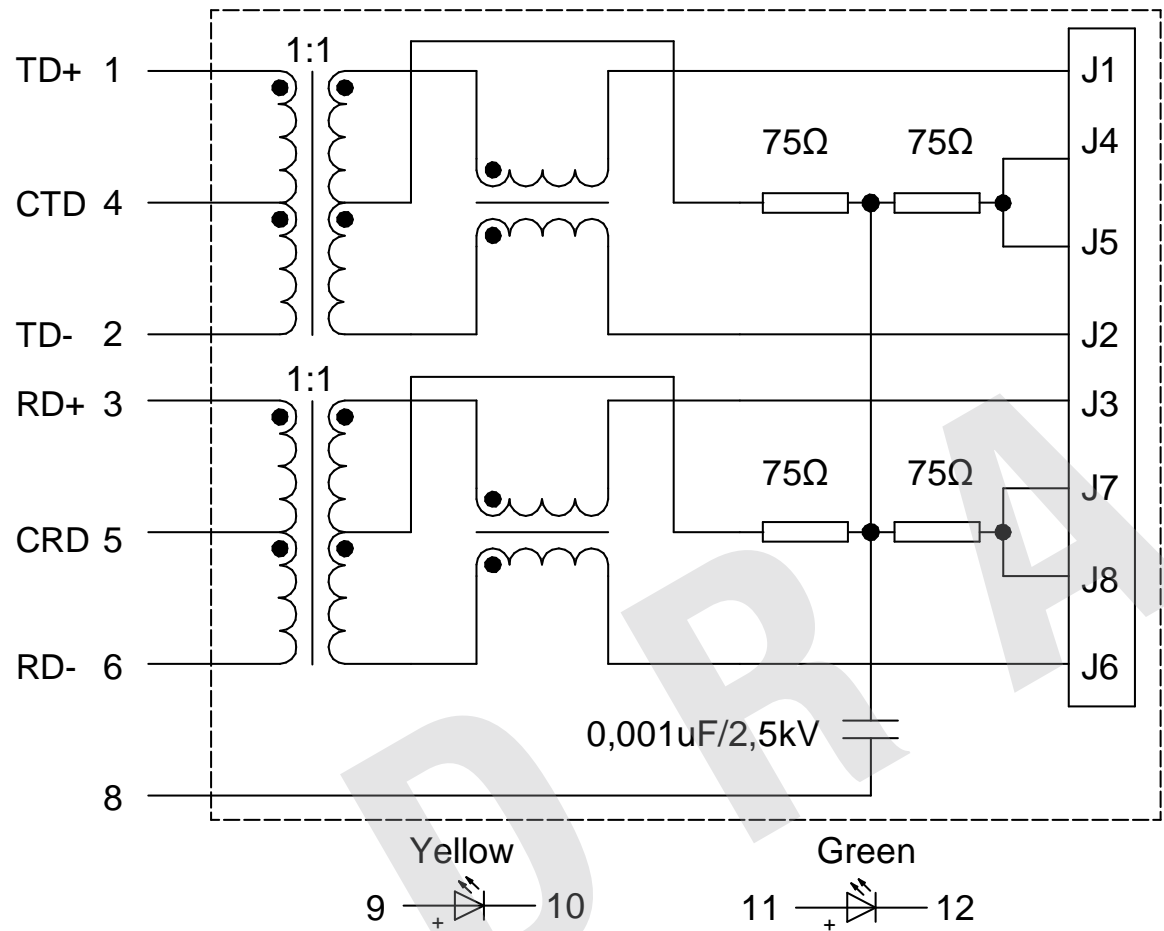 1:1
TD+ 1
J1
75Ω 75Ω
J4
CTD 4
J5
TD- 2
J2
1:1
RD+ 3
J3
75Ω 75Ω
J7
CRD 5
J8
RD- 6
J6
0,001uF/2,5kV
8
Yellow
Green
9 + 10
11 + 12
D R A